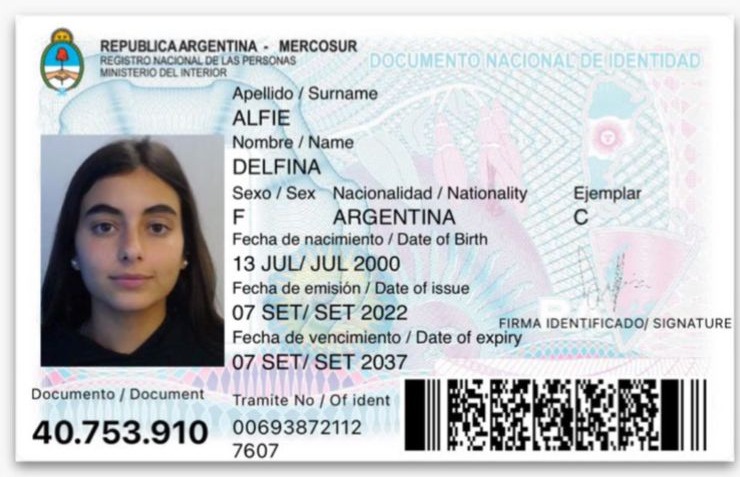 REPUBLICA ARGENTINA - MERCOSUR
REGISTRO NACIONAL DE LAS PERSONAS
MINISTERIO DEL INTERIOR
DOCUMENTO NACIONAL DE IDENTIDAD
Apellido / Surname
ALFIE
Nombre / Name
DELFINA
Sexo / Sex Nacionalidad / Nationality Ejemplar
F ARGENTINA C
Fecha de nacimiento / Date of Birth
13 JUL/ JUL 2000
Fecha de emisión / Date of issue
07 SET/ SET 2022
FIRMA IDENTIFICADO/ SIGNATURE
Fecha de vencimiento / Date of expiry
07 SET/ SET 2037
Documento / Document
40.753.910
Tramite No / Of ident
00693872112
7607